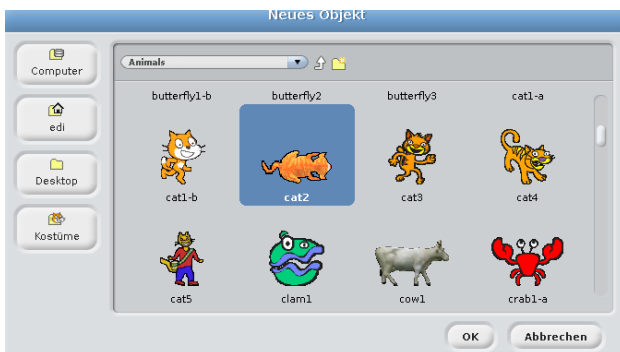 Neues Objekt
Computer
edi
Desktop
Kostüme
Animals
butterfly1-b butterfly2 butterfly3 cat1-a
cat1-b cat2 cat3 cat4
cat5 clam1 cow1 crab1-a
OK Abbrechen